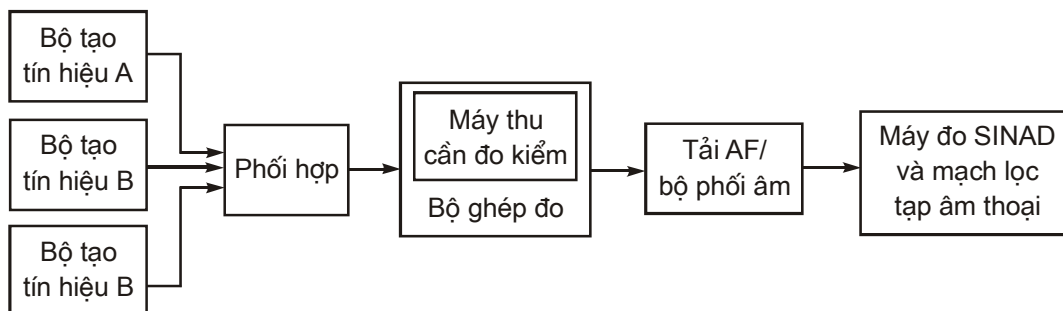 Bộ tạo
tín hiệu A
Bộ tạo
tín hiệu B
Bộ tạo
tín hiệu B
Phối hợp
Máy thu
cần đo kiểm
Bộ ghép đo
Tải AF/
bộ phối âm
Máy đo SINAD
và mạch lọc
tạp âm thoại